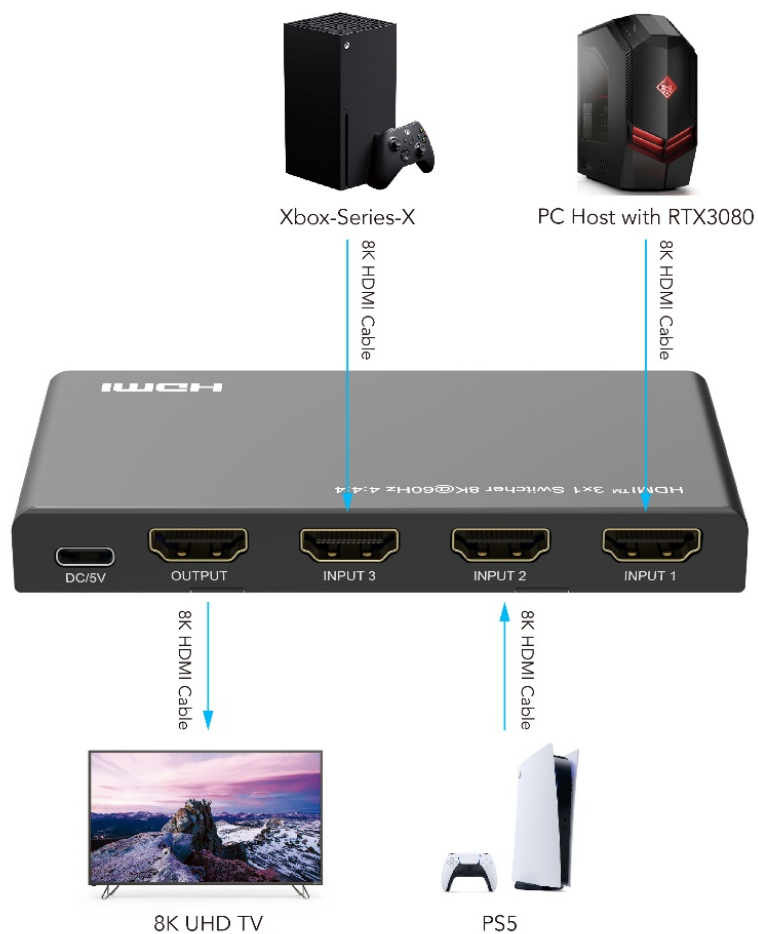 Xbox-Series-X
PC Host with RTX3080
8K HDMI Cable
8K HDMI Cable
HDMI
HDMI™ 3x1 Switcher 8K@60Hz 4:4:4
DC/5V
OUTPUT
INPUT 3
INPUT 2
INPUT 1
8K HDMI Cable
8K HDMI Cable
8K UHD TV
PS5